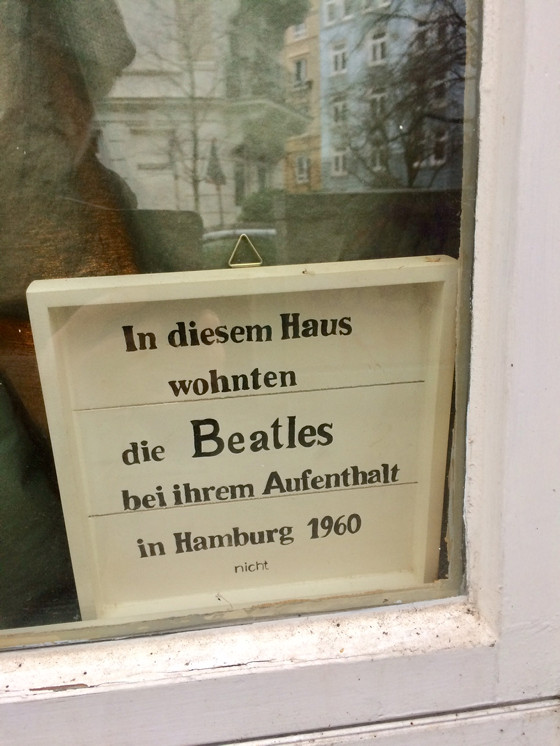 In diesem Haus
wohnten
die Beatles
bei ihrem Aufenthalt
in Hamburg 1960
nicht